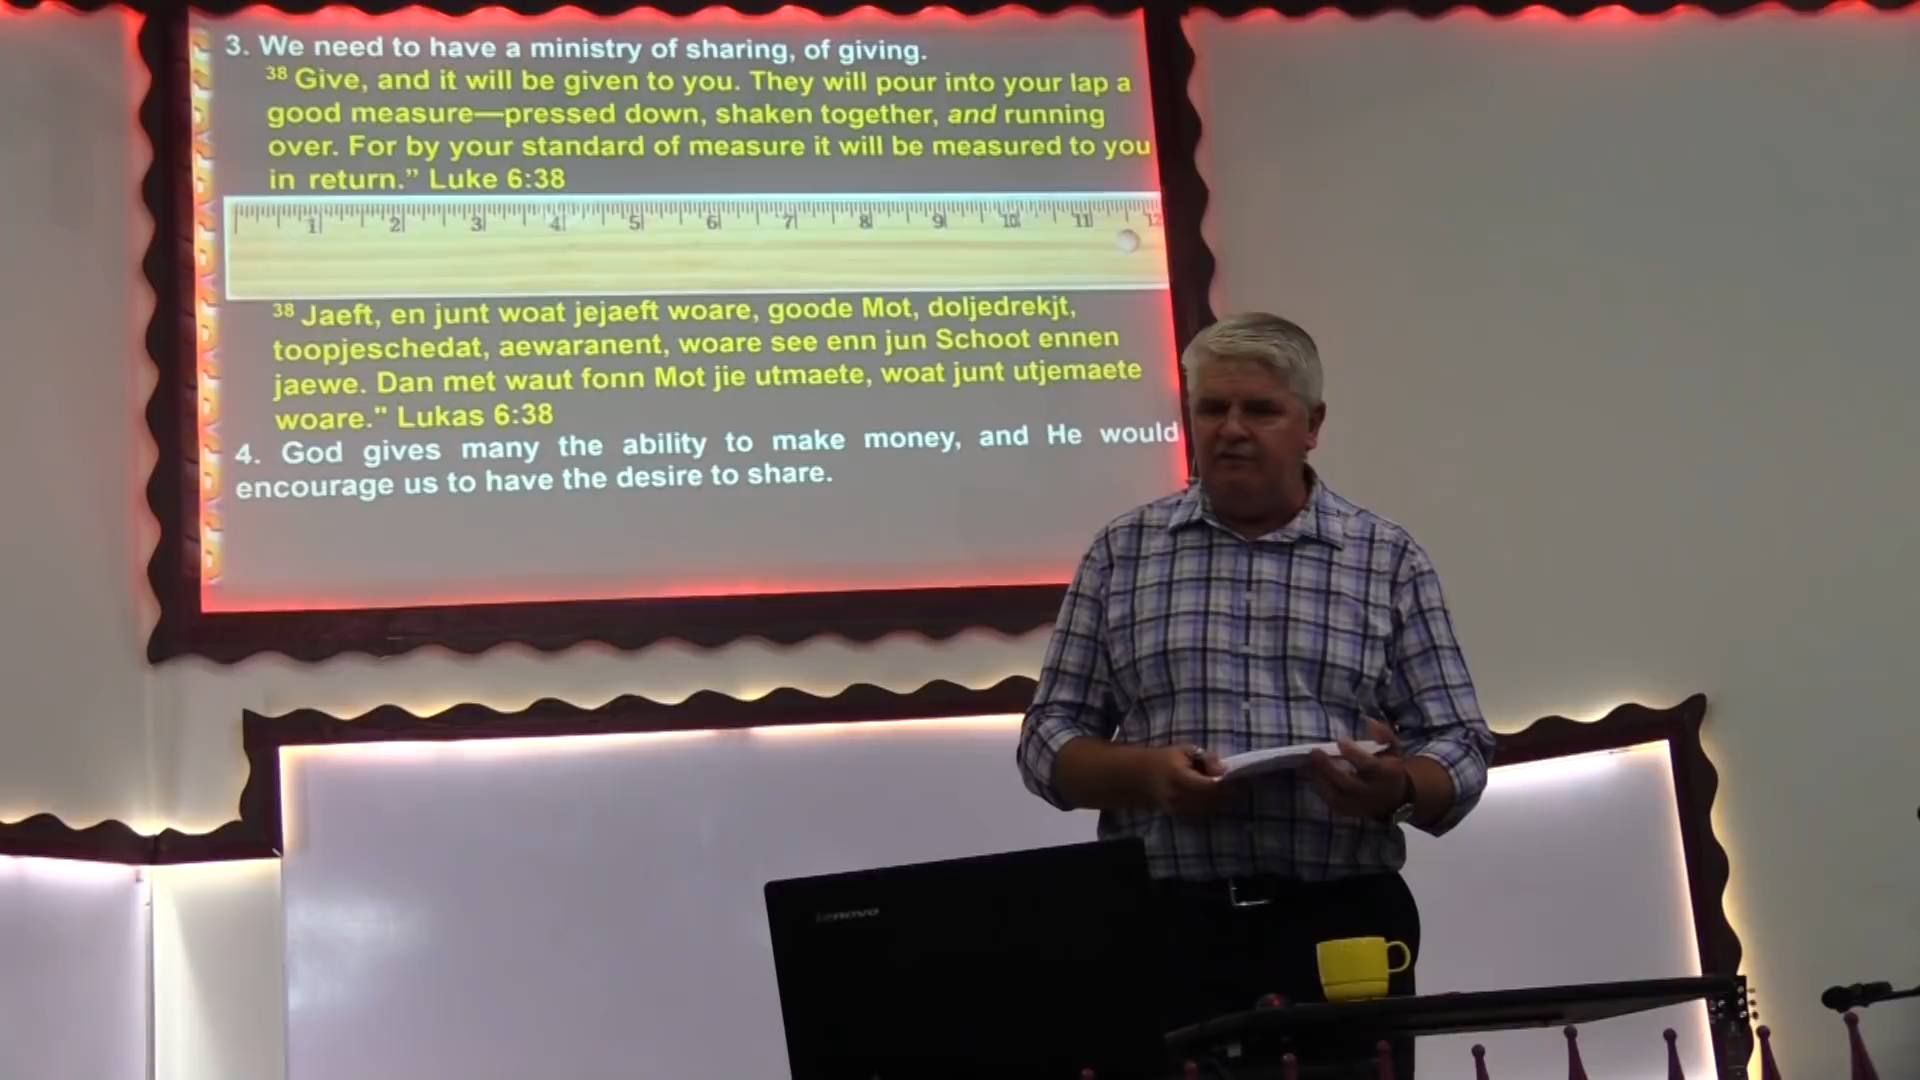 3. We need to have a ministry of sharing, of giving.
38 Give, and it will be given to you. They will pour into your lap a
good measure—pressed down, shaken together, and running
over. For by your standard of measure it will be measured to you
in return.” Luke 6:38
1 2 3 4 5 6 7 8 9 10 11 12
38 Jaeft, en junt woat jejaeft woare, goode Mot, doljedrekjt,
toopjeschedat, aewaranent, woare see enn jun Schoot ennen
jaewe. Dan met waut fonn Mot jie utmaete, woat junt utjemaete
woare." Lukas 6:38
4. God gives many the ability to make money, and He would
encourage us to have the desire to share.
lenovo